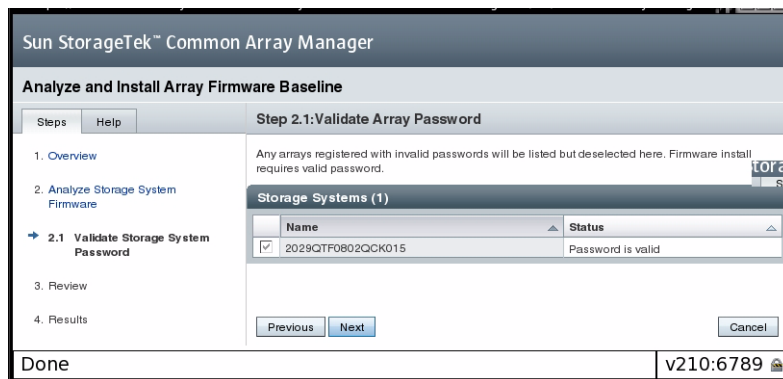 Sun StorageTek™ Common Array Manager
Analyze and Install Array Firmware Baseline
Steps
Help
1. Overview
2. Analyze Storage System
Firmware
2.1 Validate Storage System
Password
3. Review
4. Results
Step 2.1:Validate Array Password
Any arrays registered with invalid passwords will be listed but deselected here. Firmware install
requires valid password.
Storage Systems (1)
Name
Status
2029QTF0802QCK015
Password is valid
Previous
Next
Cancel
Done
v210:6789